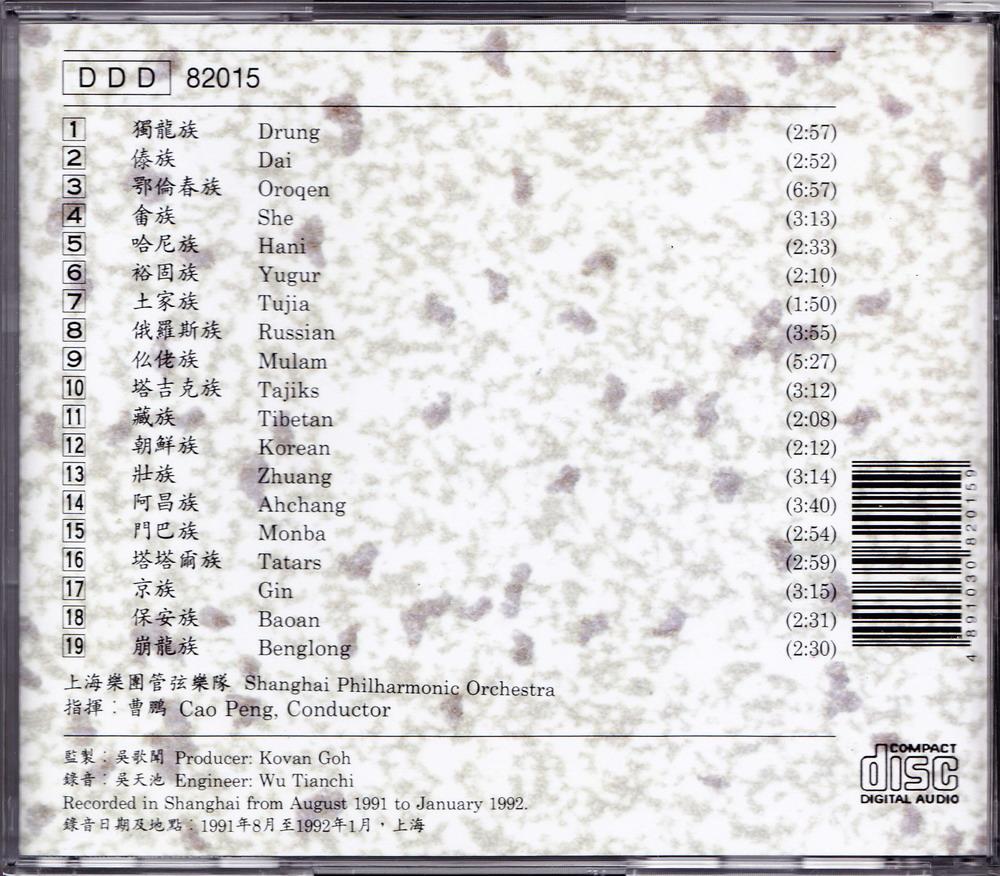 DDD 82015
1 獨龍族 Drung (2:57)
2 傣族 Dai (2:52)
3 鄂倫春族 Oroqen (6:57)
4 畲族 She (3:13)
5 哈尼族 Hani (2:33)
6 裕固族 Yugur (2:10)
7 土家族 Tujia (1:50)
8 俄羅斯族 Russian (3:55)
9 仫佬族 Mulam (5:27)
10 塔吉克族 Tajiks (3:12)
11 藏族 Tibetan (2:08)
12 朝鮮族 Korean (2:12)
13 壯族 Zhuang (3:14)
14 阿昌族 Ahchang (3:40)
15 門巴族 Monba (2:54)
16 塔塔爾族 Tatars (2:59)
17 京族 Gin (3:15)
18 保安族 Baoan (2:31)
19 崩龍族 Benglong (2:30)
4 891030 820159
上海樂團管弦樂隊 Shanghai Philharmonic Orchestra
指揮：曹鵬 Cao Peng, Conductor
監製：吳歌聞 Producer: Kovan Goh
錄音：吳天池 Engineer: Wu Tianchi
Recorded in Shanghai from August 1991 to January 1992.
錄音日期及地點：1991年8月至1992年1月，上海
COMPACT
disc
DIGITAL AUDIO